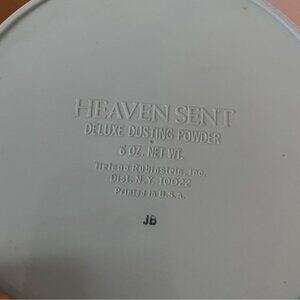 HEAVEN SENT
DELUXE DUSTING POWDER
6 OZ. NET WT.
Helena Rubinstein, Inc.
Dist. N.Y. 10022
Printed in U.S.A.
JB